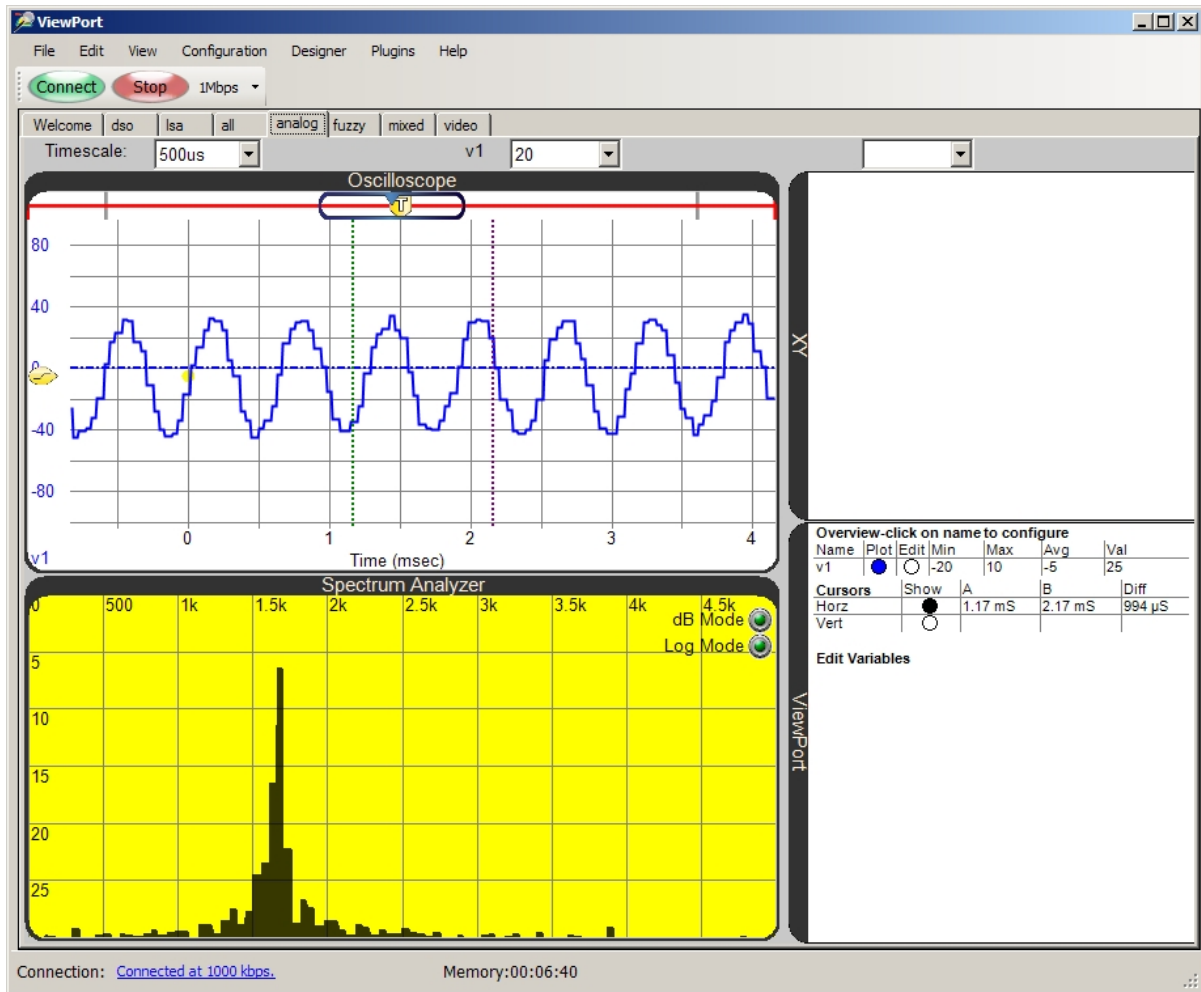 ViewPort
File Edit View Configuration Designer Plugins Help
Connect Stop 1Mbps
Welcome dso lsa all analog fuzzy mixed video
Timescale: 500us v1 20
Oscilloscope
T
80
40
0
-40
-80
0 1 2 3 4
v1 Time (msec)
XY
Spectrum Analyzer
0 500 1k 1.5k 2k 2.5k 3k 3.5k 4k 4.5k
dB Mode
Log Mode
5
10
15
20
25
ViewPort
Overview-click on name to configure
Name Plot Edit Min Max Avg Val
v1 -20 10 -5 25
Cursors Show A B Diff
Horz 1.17 mS 2.17 mS 994 µS
Vert
Edit Variables
Connection: Connected at 1000 kbps. Memory:00:06:40